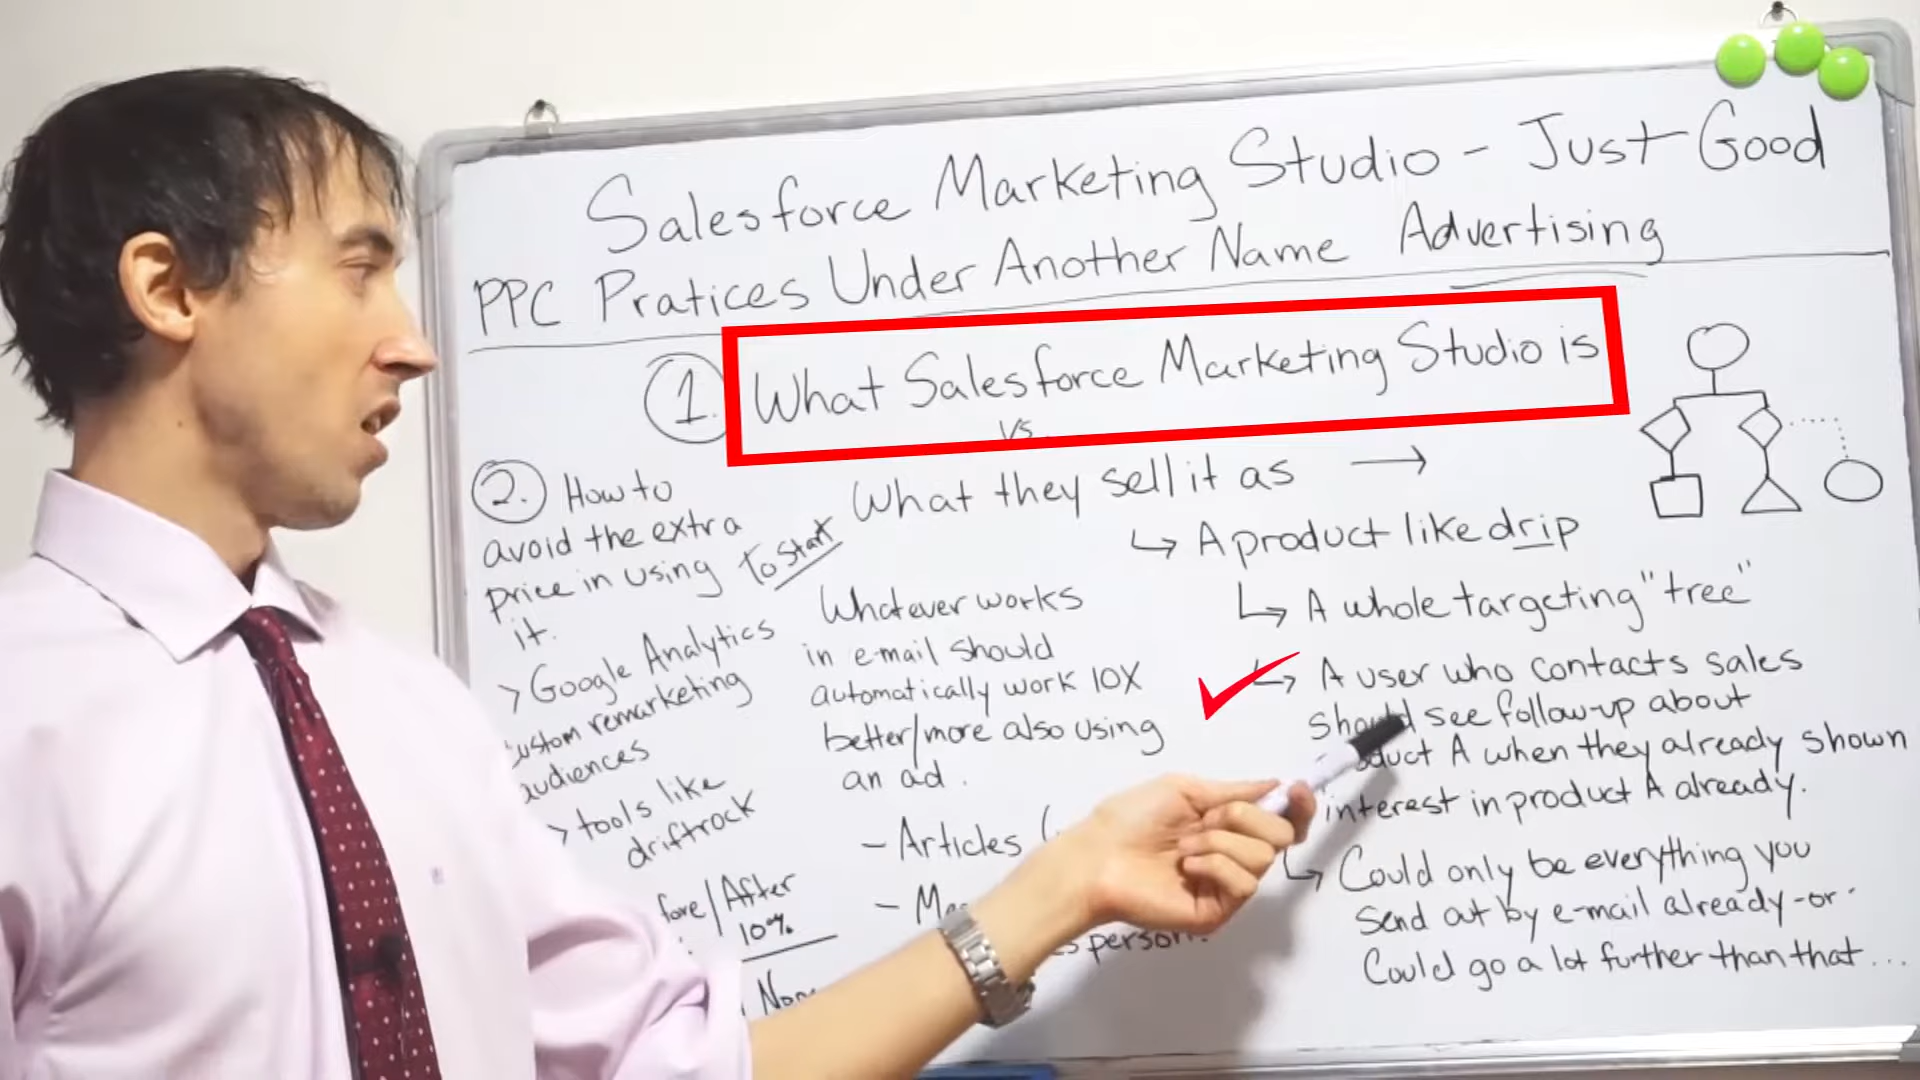 Salesforce Marketing Studio - Just Good
PPC Pratices Under Another Name Advertising
1. What Salesforce Marketing Studio is
vs.
What they sell it as →
↳ A product like drip
↳ A whole targeting "tree"
↳ A user who contacts sales
should see follow-up about
duct A when they already shown
interest in product A already.
↳ Could only be everything you
send out by e-mail already -or-
Could go a lot further than that...
2. How to
avoid the extra
price in using
it.
to start
> Google Analytics
custom remarketing
audiences
> tools like
driftrock
fore/After
10%
Whatever works
in e-mail should
automatically work 10X
better/more also using
an ad.
- Articles (
-
person.